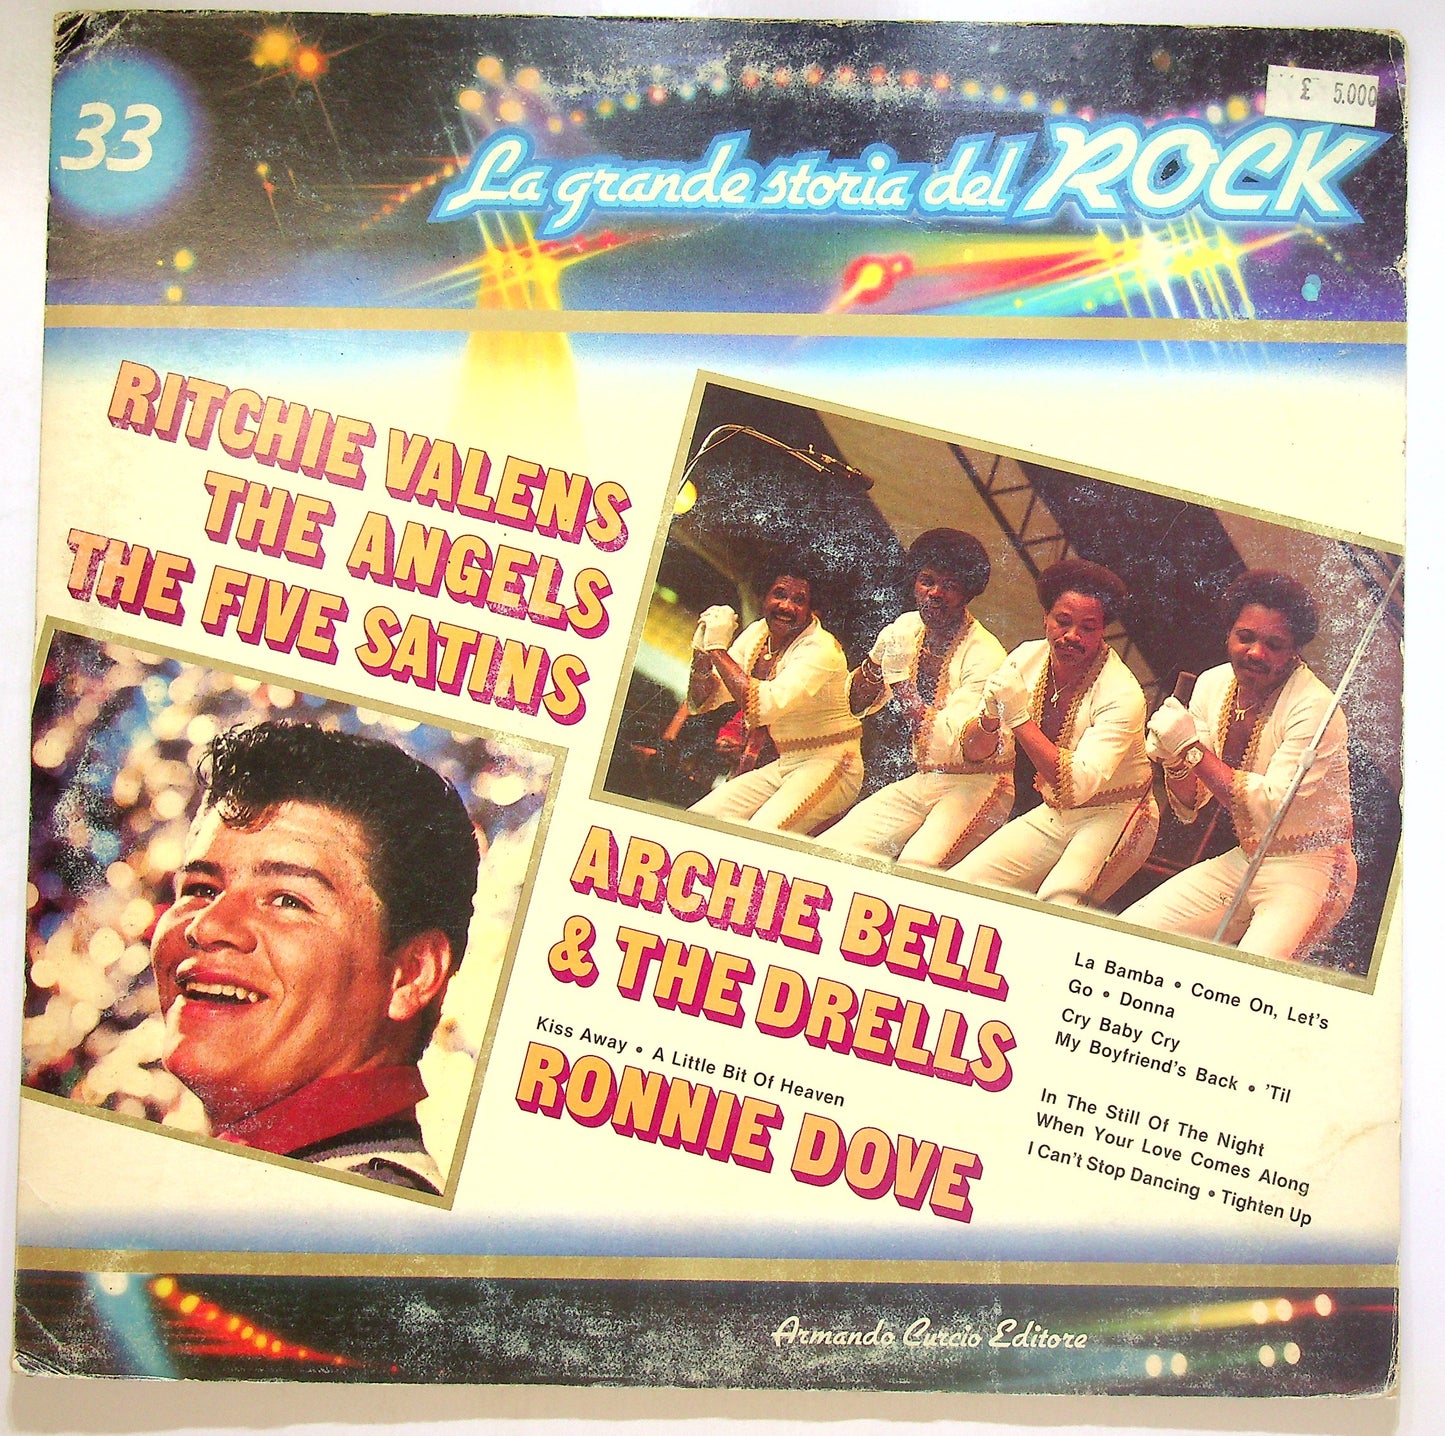 33
£ 5.000
La grande storia del ROCK
RITCHIE VALENS
THE ANGELS
THE FIVE SATINS
ARCHIE BELL
& THE DRELLS
Kiss Away • A Little Bit Of Heaven
RONNIE DOVE
La Bamba • Come On, Let's
Go • Donna
Cry Baby Cry
My Boyfriend's Back • 'Til
In The Still Of The Night
When Your Love Comes Along
I Can't Stop Dancing • Tighten Up
Armando Curcio Editore